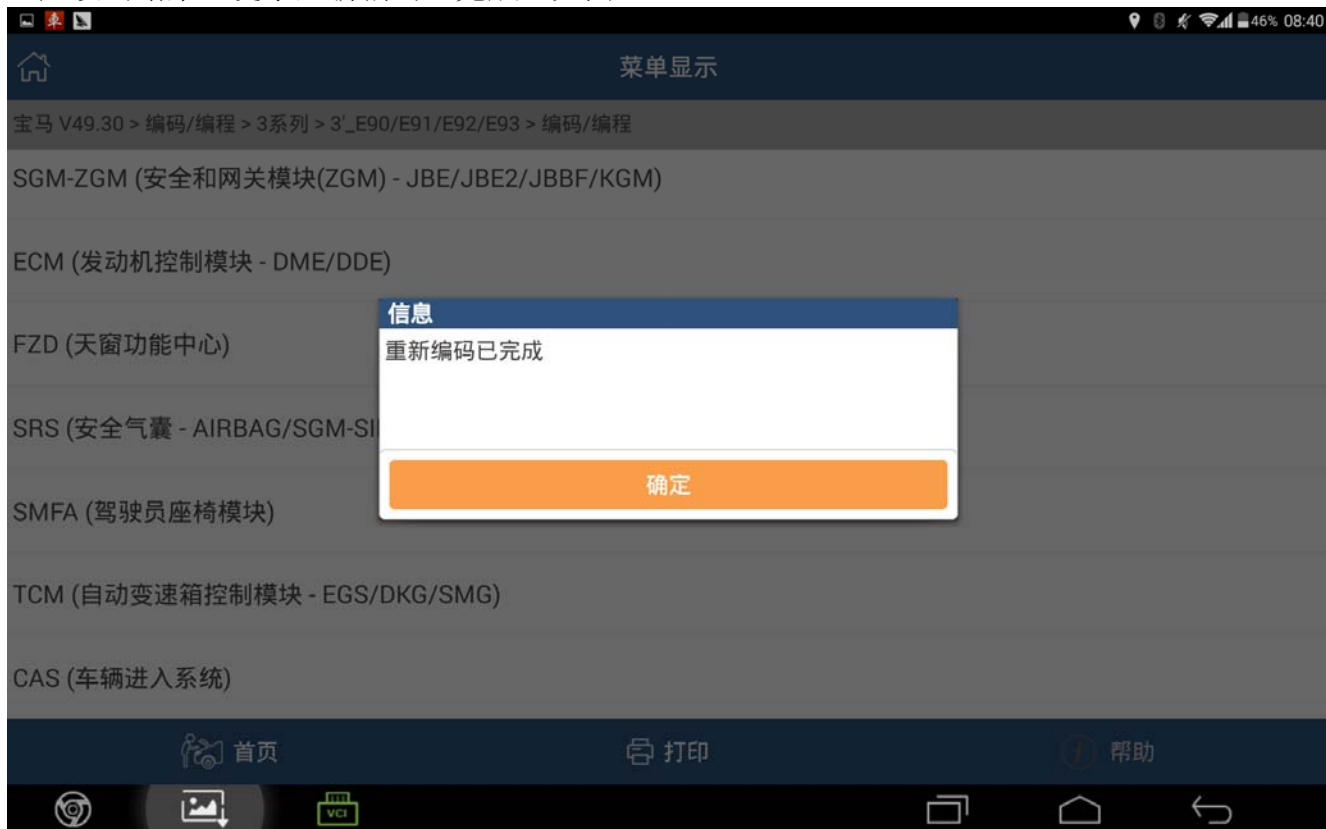 46% 08:40
菜单显示
宝马 V49.30 > 编码/编程 > 3系列 > 3'_E90/E91/E92/E93 > 编码/编程
SGM-ZGM (安全和网关模块(ZGM) - JBE/JBE2/JBBF/KGM)
ECM (发动机控制模块 - DME/DDE)
信息
FZD (天窗功能中心)
重新编码已完成
SRS (安全气囊 - AIRBAG/SGM-SI
确定
SMFA (驾驶员座椅模块)
TCM (自动变速箱控制模块 - EGS/DKG/SMG)
CAS (车辆进入系统)
首页
打印
帮助
VCI